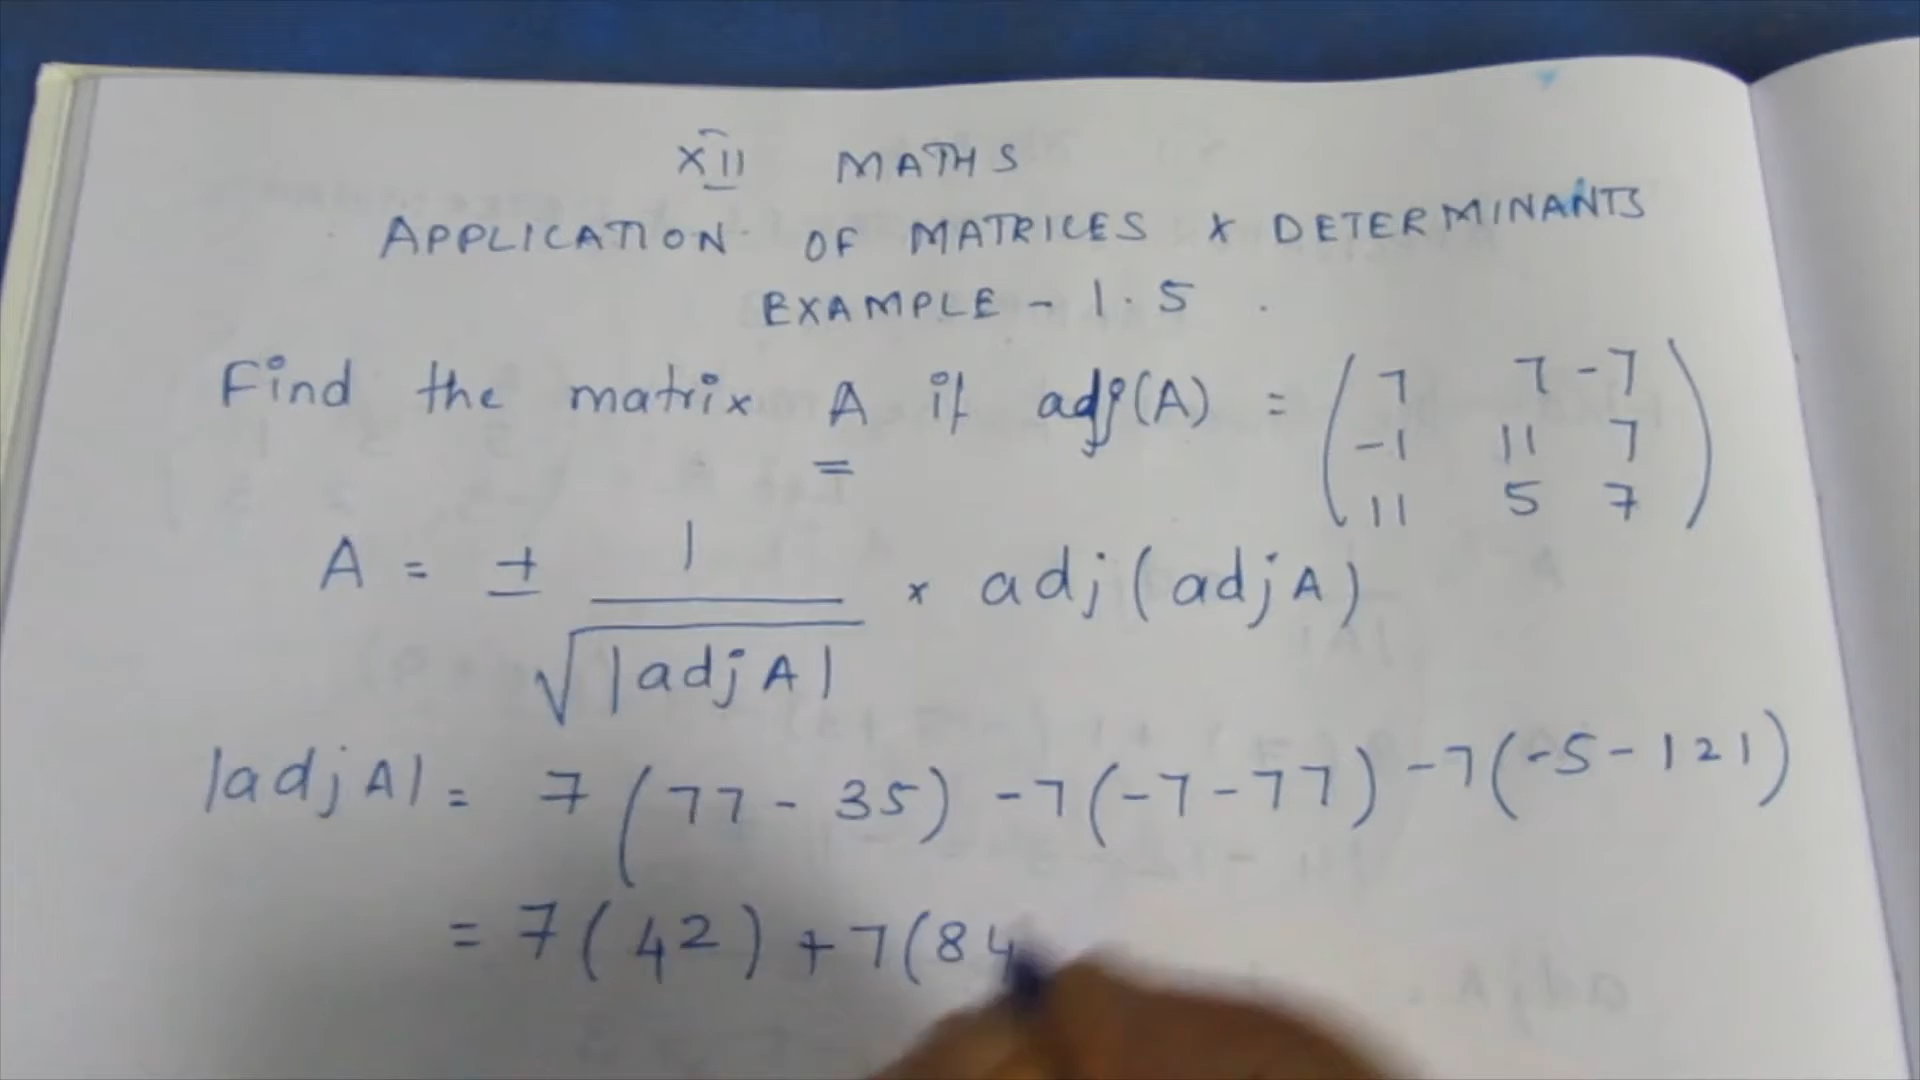 XII MATHS
APPLICATION OF MATRICES & DETERMINANTS
EXAMPLE - 1.5
Find the matrix A if adj(A) = ( 7 7 -7
-1 11 7
11 5 7 )
A = ± 1 / √|adj A| × adj(adj A)
|adj A| = 7(77 - 35) -7(-7-77) -7(-5-121)
= 7(42) +7(84